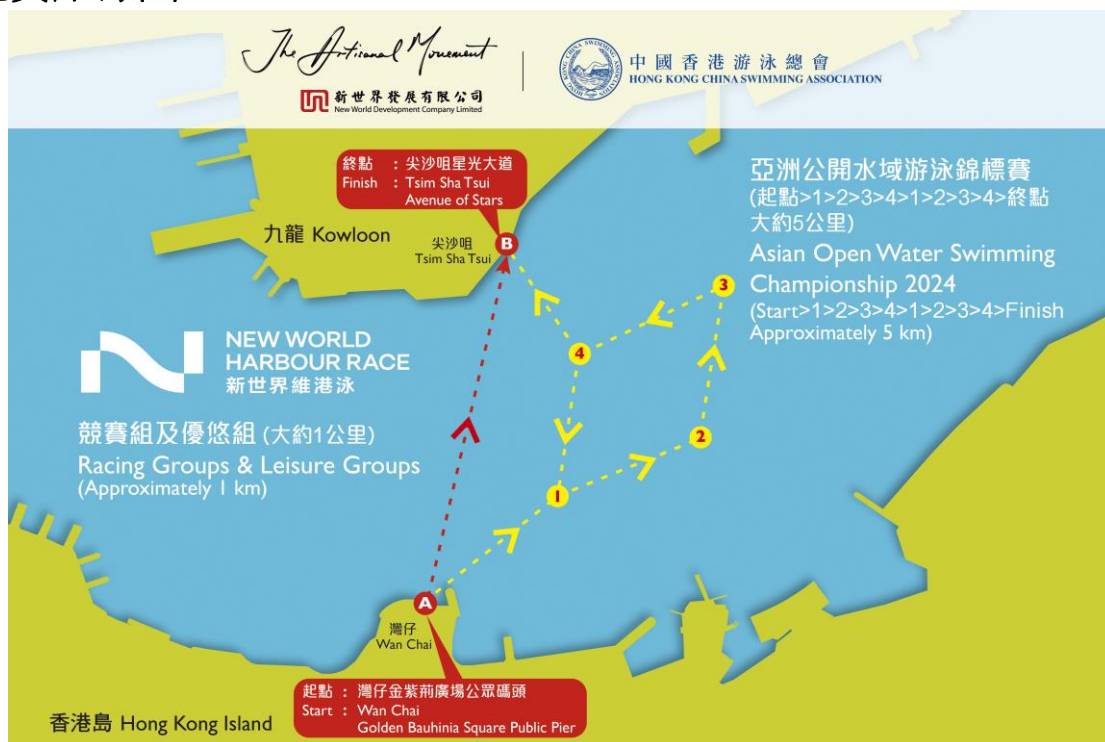 The Artisanal Movement
新世界發展有限公司
New World Development Company Limited
中國香港游泳總會
HONG KONG CHINA SWIMMING ASSOCIATION
HONG KONG CHINA SWIMMING ASSOCIATION
終點 : 尖沙咀星光大道
Finish : Tsim Sha Tsui
Avenue of Stars
九龍 Kowloon
尖沙咀
Tsim Sha Tsui
B
亞洲公開水域游泳錦標賽
(起點>1>2>3>4>1>2>3>4>終點
大約5公里)
Asian Open Water Swimming
Championship 2024
(Start>1>2>3>4>1>2>3>4>Finish
Approximately 5 km)
3
4
NEW WORLD
HARBOUR RACE
新世界維港泳
競賽組及優悠組 (大約1公里)
Racing Groups & Leisure Groups
(Approximately 1 km)
2
1
A
灣仔
Wan Chai
起點 : 灣仔金紫荊廣場公眾碼頭
Start : Wan Chai
Golden Bauhinia Square Public Pier
香港島 Hong Kong Island